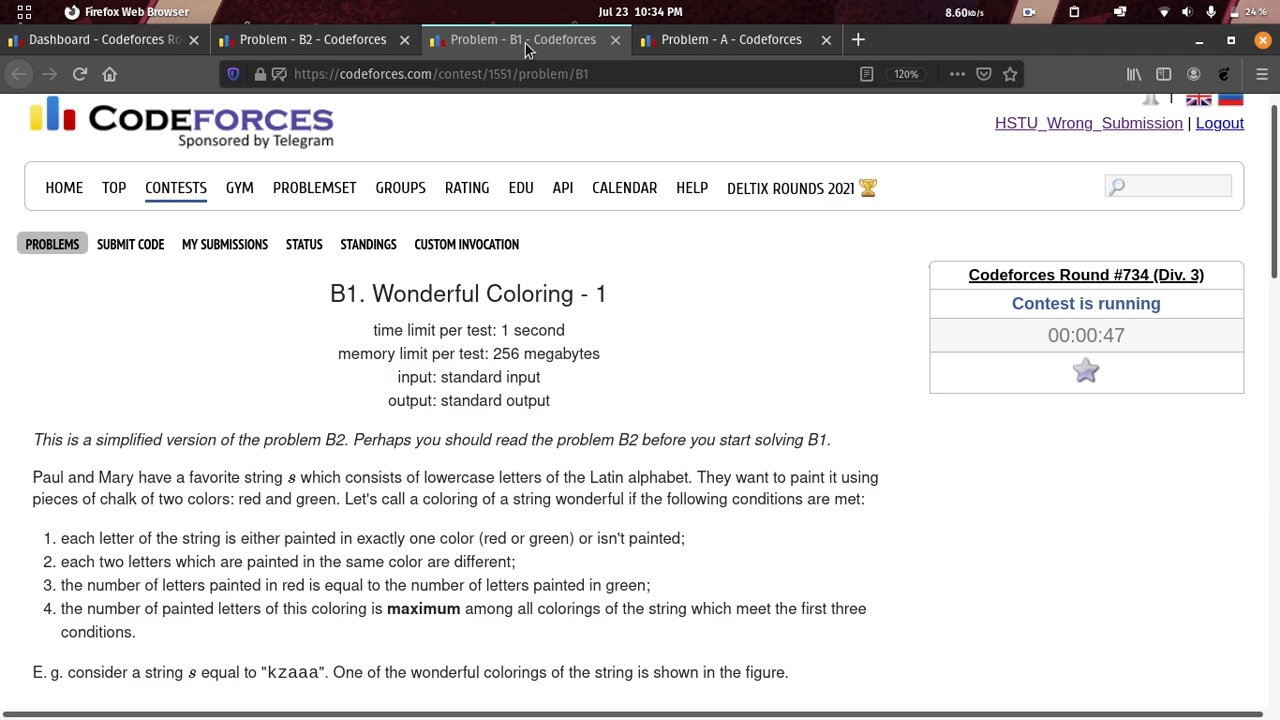 Firefox Web Browser Jul 23 10:34 PM 8.60kb/s 24 %
Dashboard - Codeforces Ro Problem - B2 - Codeforces Problem - B1 - Codeforces Problem - A - Codeforces
https://codeforces.com/contest/1551/problem/B1 120%
CODEFORCES
Sponsored by Telegram
HSTU_Wrong_Submission | Logout
HOME TOP CONTESTS GYM PROBLEMSET GROUPS RATING EDU API CALENDAR HELP DELTIX ROUNDS 2021
PROBLEMS SUBMIT CODE MY SUBMISSIONS STATUS STANDINGS CUSTOM INVOCATION
B1. Wonderful Coloring - 1
time limit per test: 1 second
memory limit per test: 256 megabytes
input: standard input
output: standard output
Codeforces Round #734 (Div. 3)
Contest is running
00:00:47
This is a simplified version of the problem B2. Perhaps you should read the problem B2 before you start solving B1.
Paul and Mary have a favorite string s which consists of lowercase letters of the Latin alphabet. They want to paint it using
pieces of chalk of two colors: red and green. Let's call a coloring of a string wonderful if the following conditions are met:
1. each letter of the string is either painted in exactly one color (red or green) or isn't painted;
2. each two letters which are painted in the same color are different;
3. the number of letters painted in red is equal to the number of letters painted in green;
4. the number of painted letters of this coloring is maximum among all colorings of the string which meet the first three
conditions.
E. g. consider a string s equal to "kzaaa". One of the wonderful colorings of the string is shown in the figure.